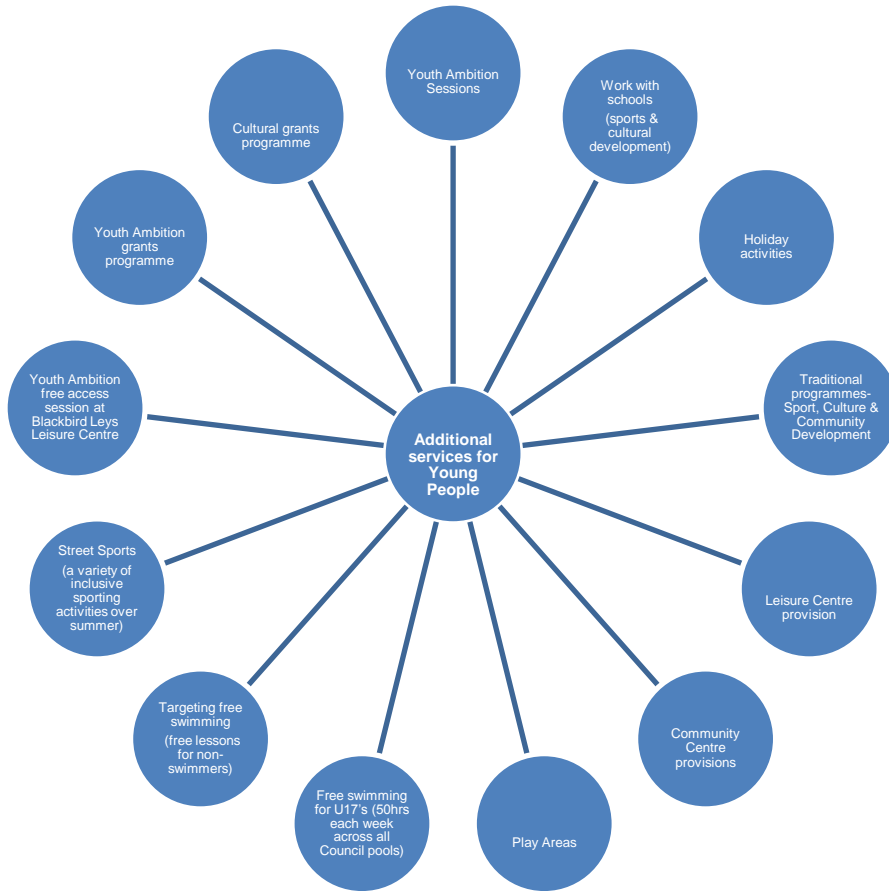 Youth Ambition
Sessions
Work with
schools
(sports &
cultural
development)
Holiday
activities
Traditional
programmes-
Sport, Culture &
Community
Development
Leisure Centre
provision
Community
Centre
provisions
Play Areas
Free swimming
for U17's (50hrs
each week
across all
Council pools)
Targeting free
swimming
(free lessons
for non-
swimmers)
Street Sports
(a variety of
inclusive
sporting
activities over
summer)
Youth Ambition
free access
session at
Blackbird Leys
Leisure Centre
Youth Ambition
grants
programme
Cultural grants
programme
Additional
services for
Young
People